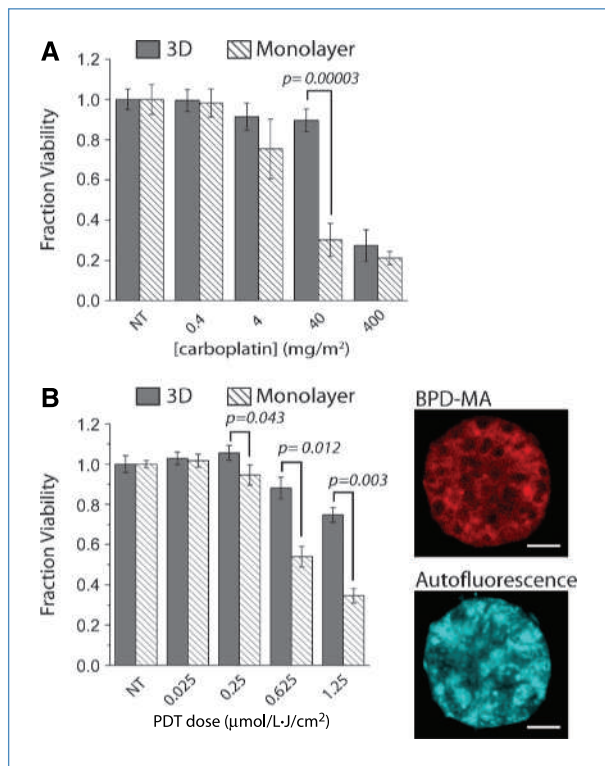 A
3D Monolayer
p=0.00003
1.2
1.0
0.8
0.6
0.4
0.2
0.0
Fraction Viability
NT 0.4 4 40 400
[carboplatin] (mg/m²)
B
3D Monolayer
p=0.043
p=0.012
p=0.003
1.2
1.0
0.8
0.6
0.4
0.2
0.0
Fraction Viability
NT 0.025 0.25 0.625 1.25
PDT dose (μmol/L·J/cm²)
BPD-MA
Autofluorescence